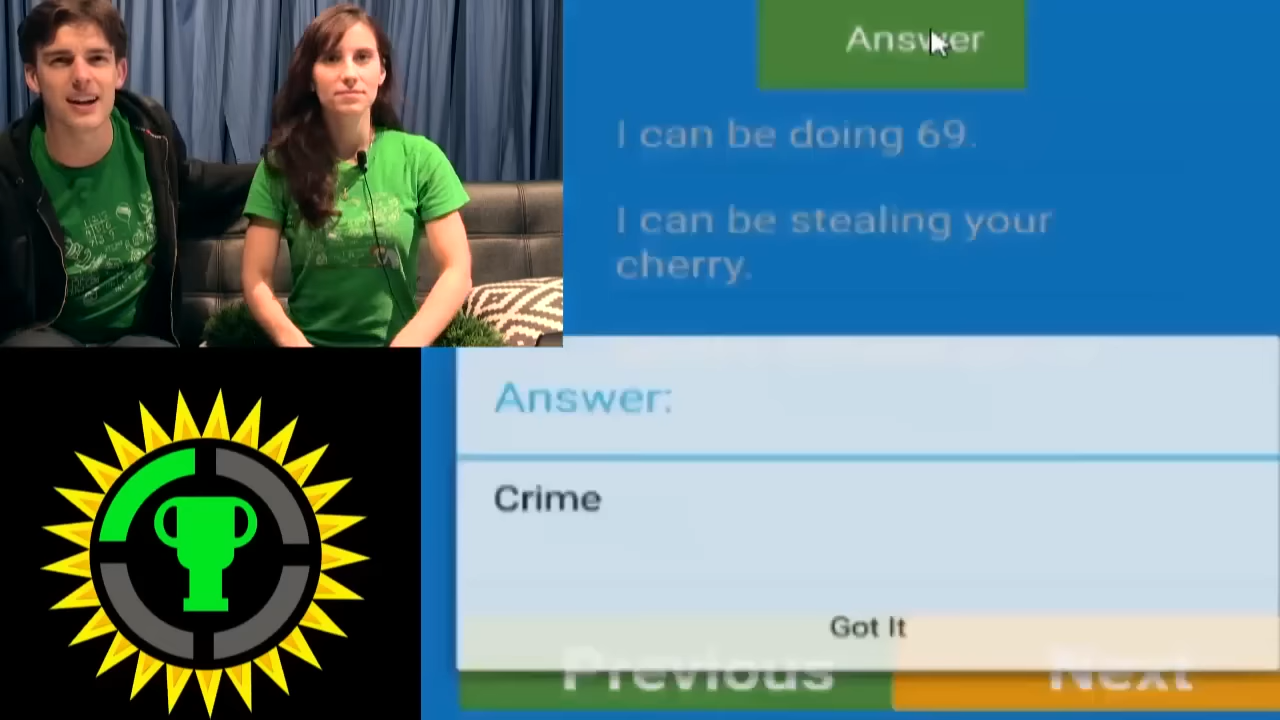 Answer
I can be doing 69.
I can be stealing your
cherry.
Answer:
Crime
Got It
Previous
Next